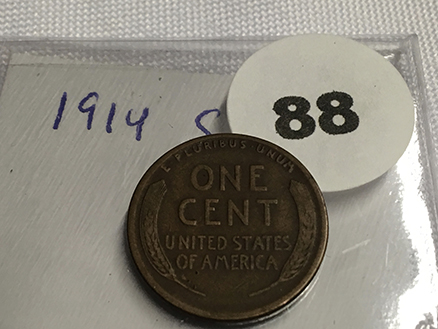 1914 S
88
E PLURIBUS UNUM
ONE
CENT
UNITED STATES
OF AMERICA